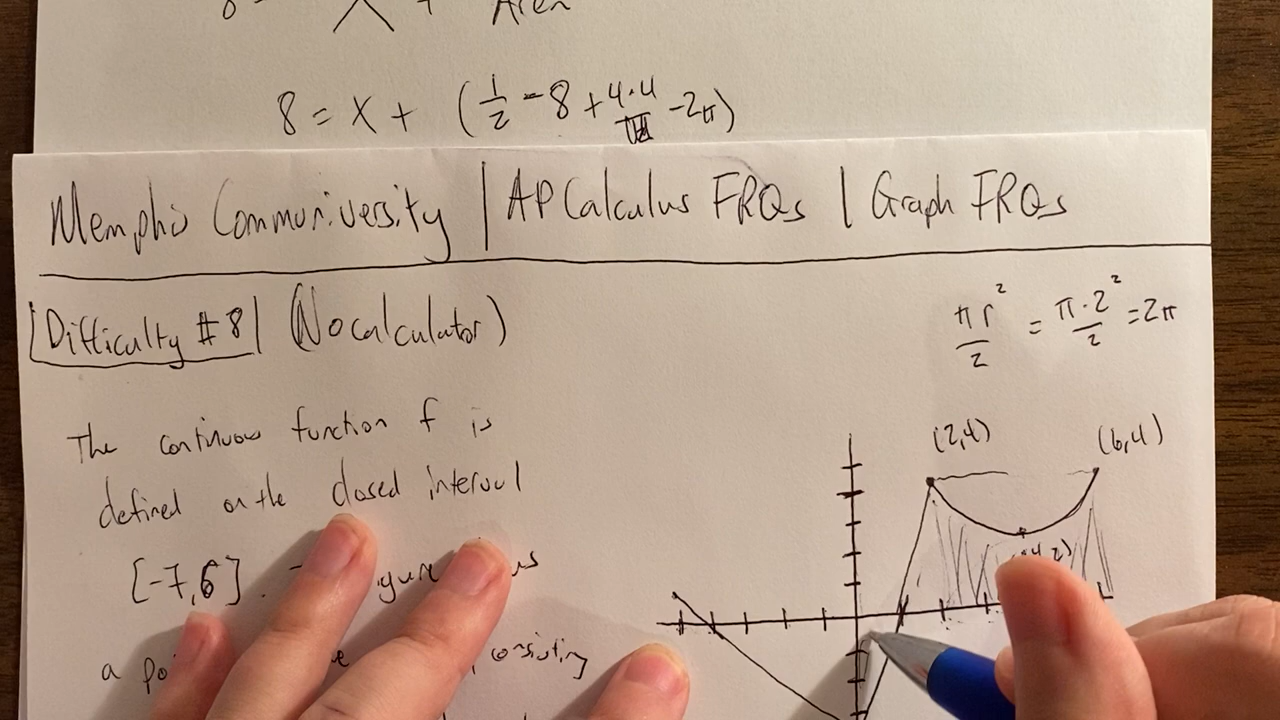 8 = X + (1/2 - 8 + 4·4 - 2π)
Memphis Communiversity | AP Calculus FRQs | Graph FRQs
Difficulty #8 (No calculator)
πr²/2 = π·2²/2 = 2π
The continuous function f is
defined on the closed interval
[-7,6].
a consisting
(2,4) (6,4)